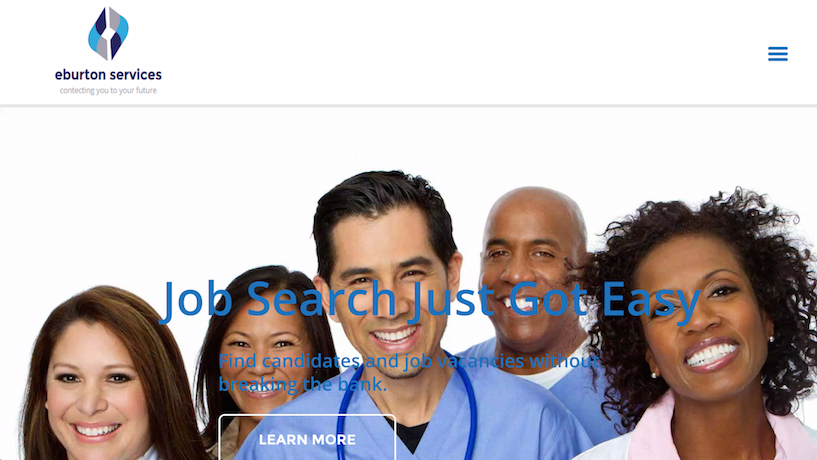 eburton services
contecting you to your future
Job Search Just Got Easy
Find candidates and job vacancies without
breaking the bank.
LEARN MORE